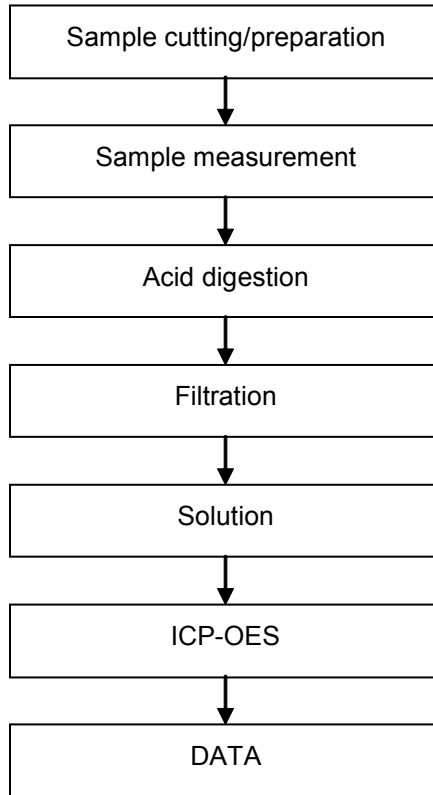 Sample cutting/preparation
Sample measurement
Acid digestion
Filtration
Solution
ICP-OES
DATA